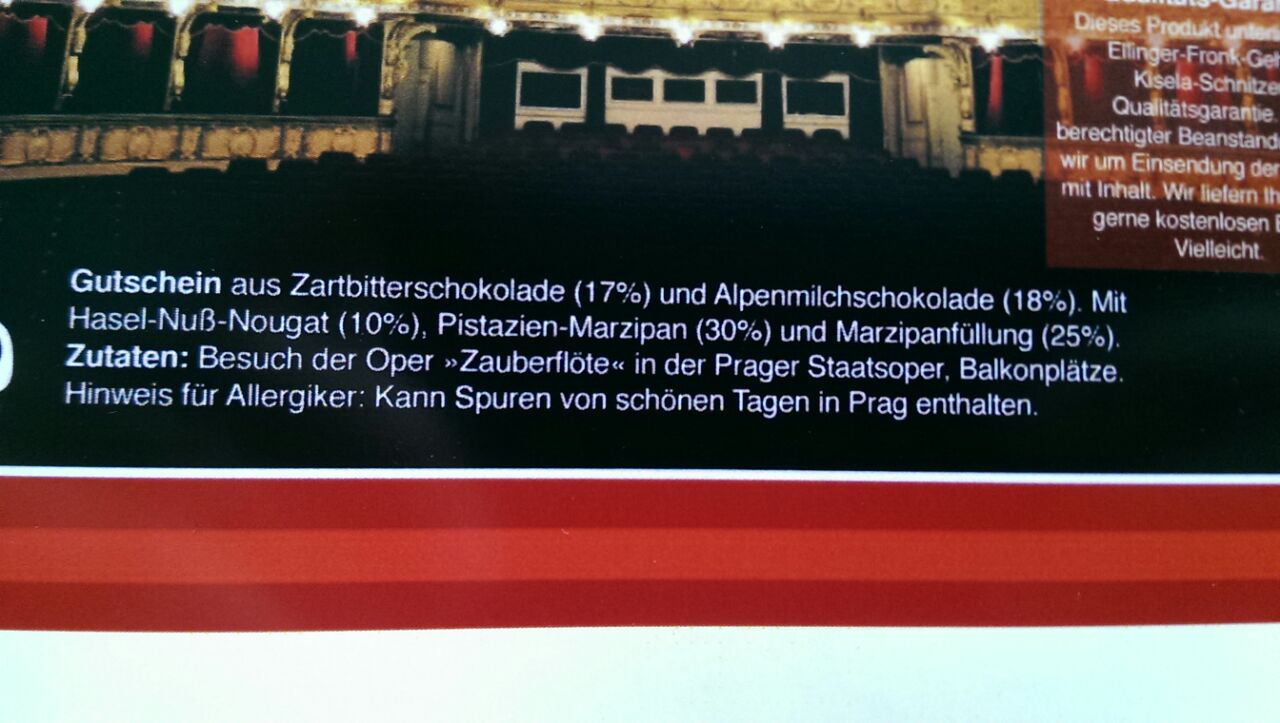 Qualitäts-Garan
Dieses Produkt unter
Ellinger-Fronk-Geh
Kisela-Schnitze
Qualitätsgarantie.
berechtigter Beanstand
wir um Einsendung der
mit Inhalt. Wir liefern Ih
gerne kostenlosen E
Vielleicht.
Gutschein aus Zartbitterschokolade (17%) und Alpenmilchschokolade (18%). Mit
Hasel-Nuß-Nougat (10%), Pistazien-Marzipan (30%) und Marzipanfüllung (25%).
Zutaten: Besuch der Oper »Zauberflöte« in der Prager Staatsoper, Balkonplätze.
Hinweis für Allergiker: Kann Spuren von schönen Tagen in Prag enthalten.